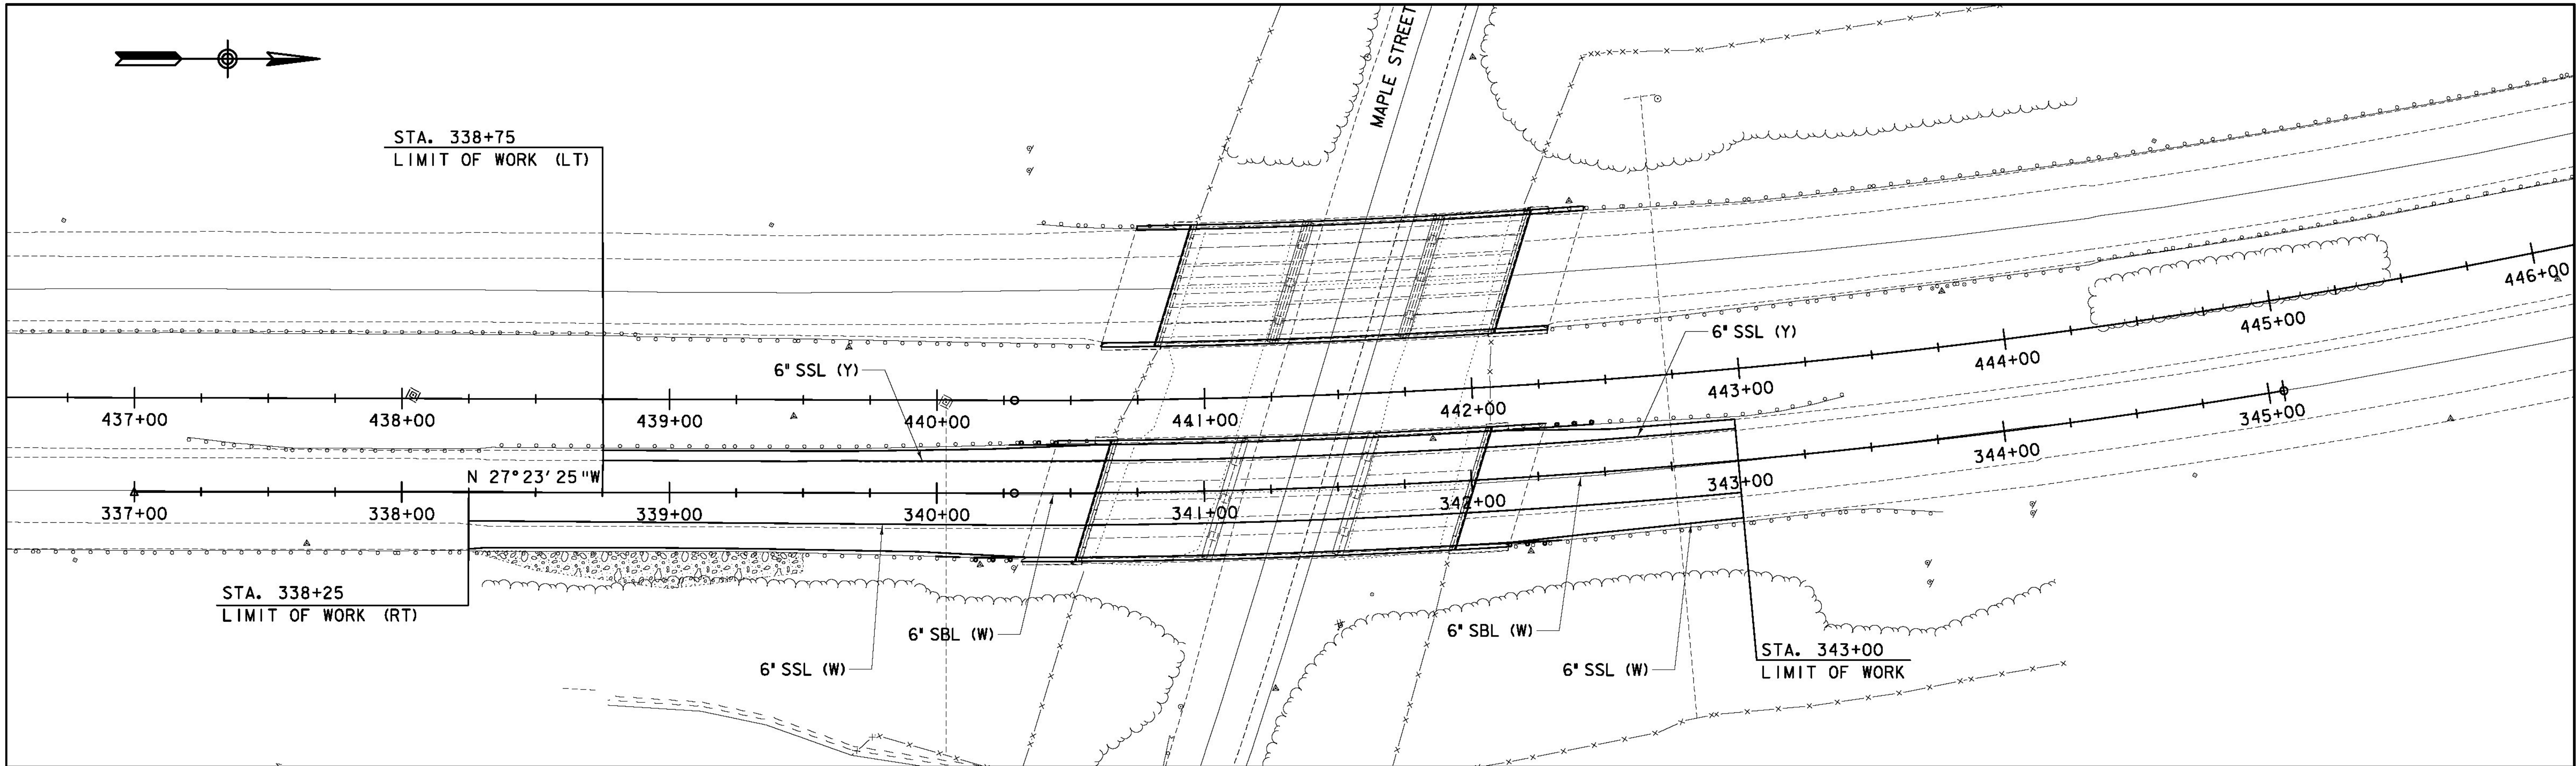 MAPLE STREET
STA. 338+75
LIMIT OF WORK (LT)
6" SSL (Y)
6" SSL (Y)
437+00
438+00
439+00
440+00
441+00
442+00
443+00
444+00
445+00
446+00
N 27°23'25"W
337+00
338+00
339+00
340+00
341+00
342+00
343+00
344+00
345+00
STA. 338+25
LIMIT OF WORK (RT)
6" SBL (W)
6" SSL (W)
6" SBL (W)
6" SSL (W)
STA. 343+00
LIMIT OF WORK